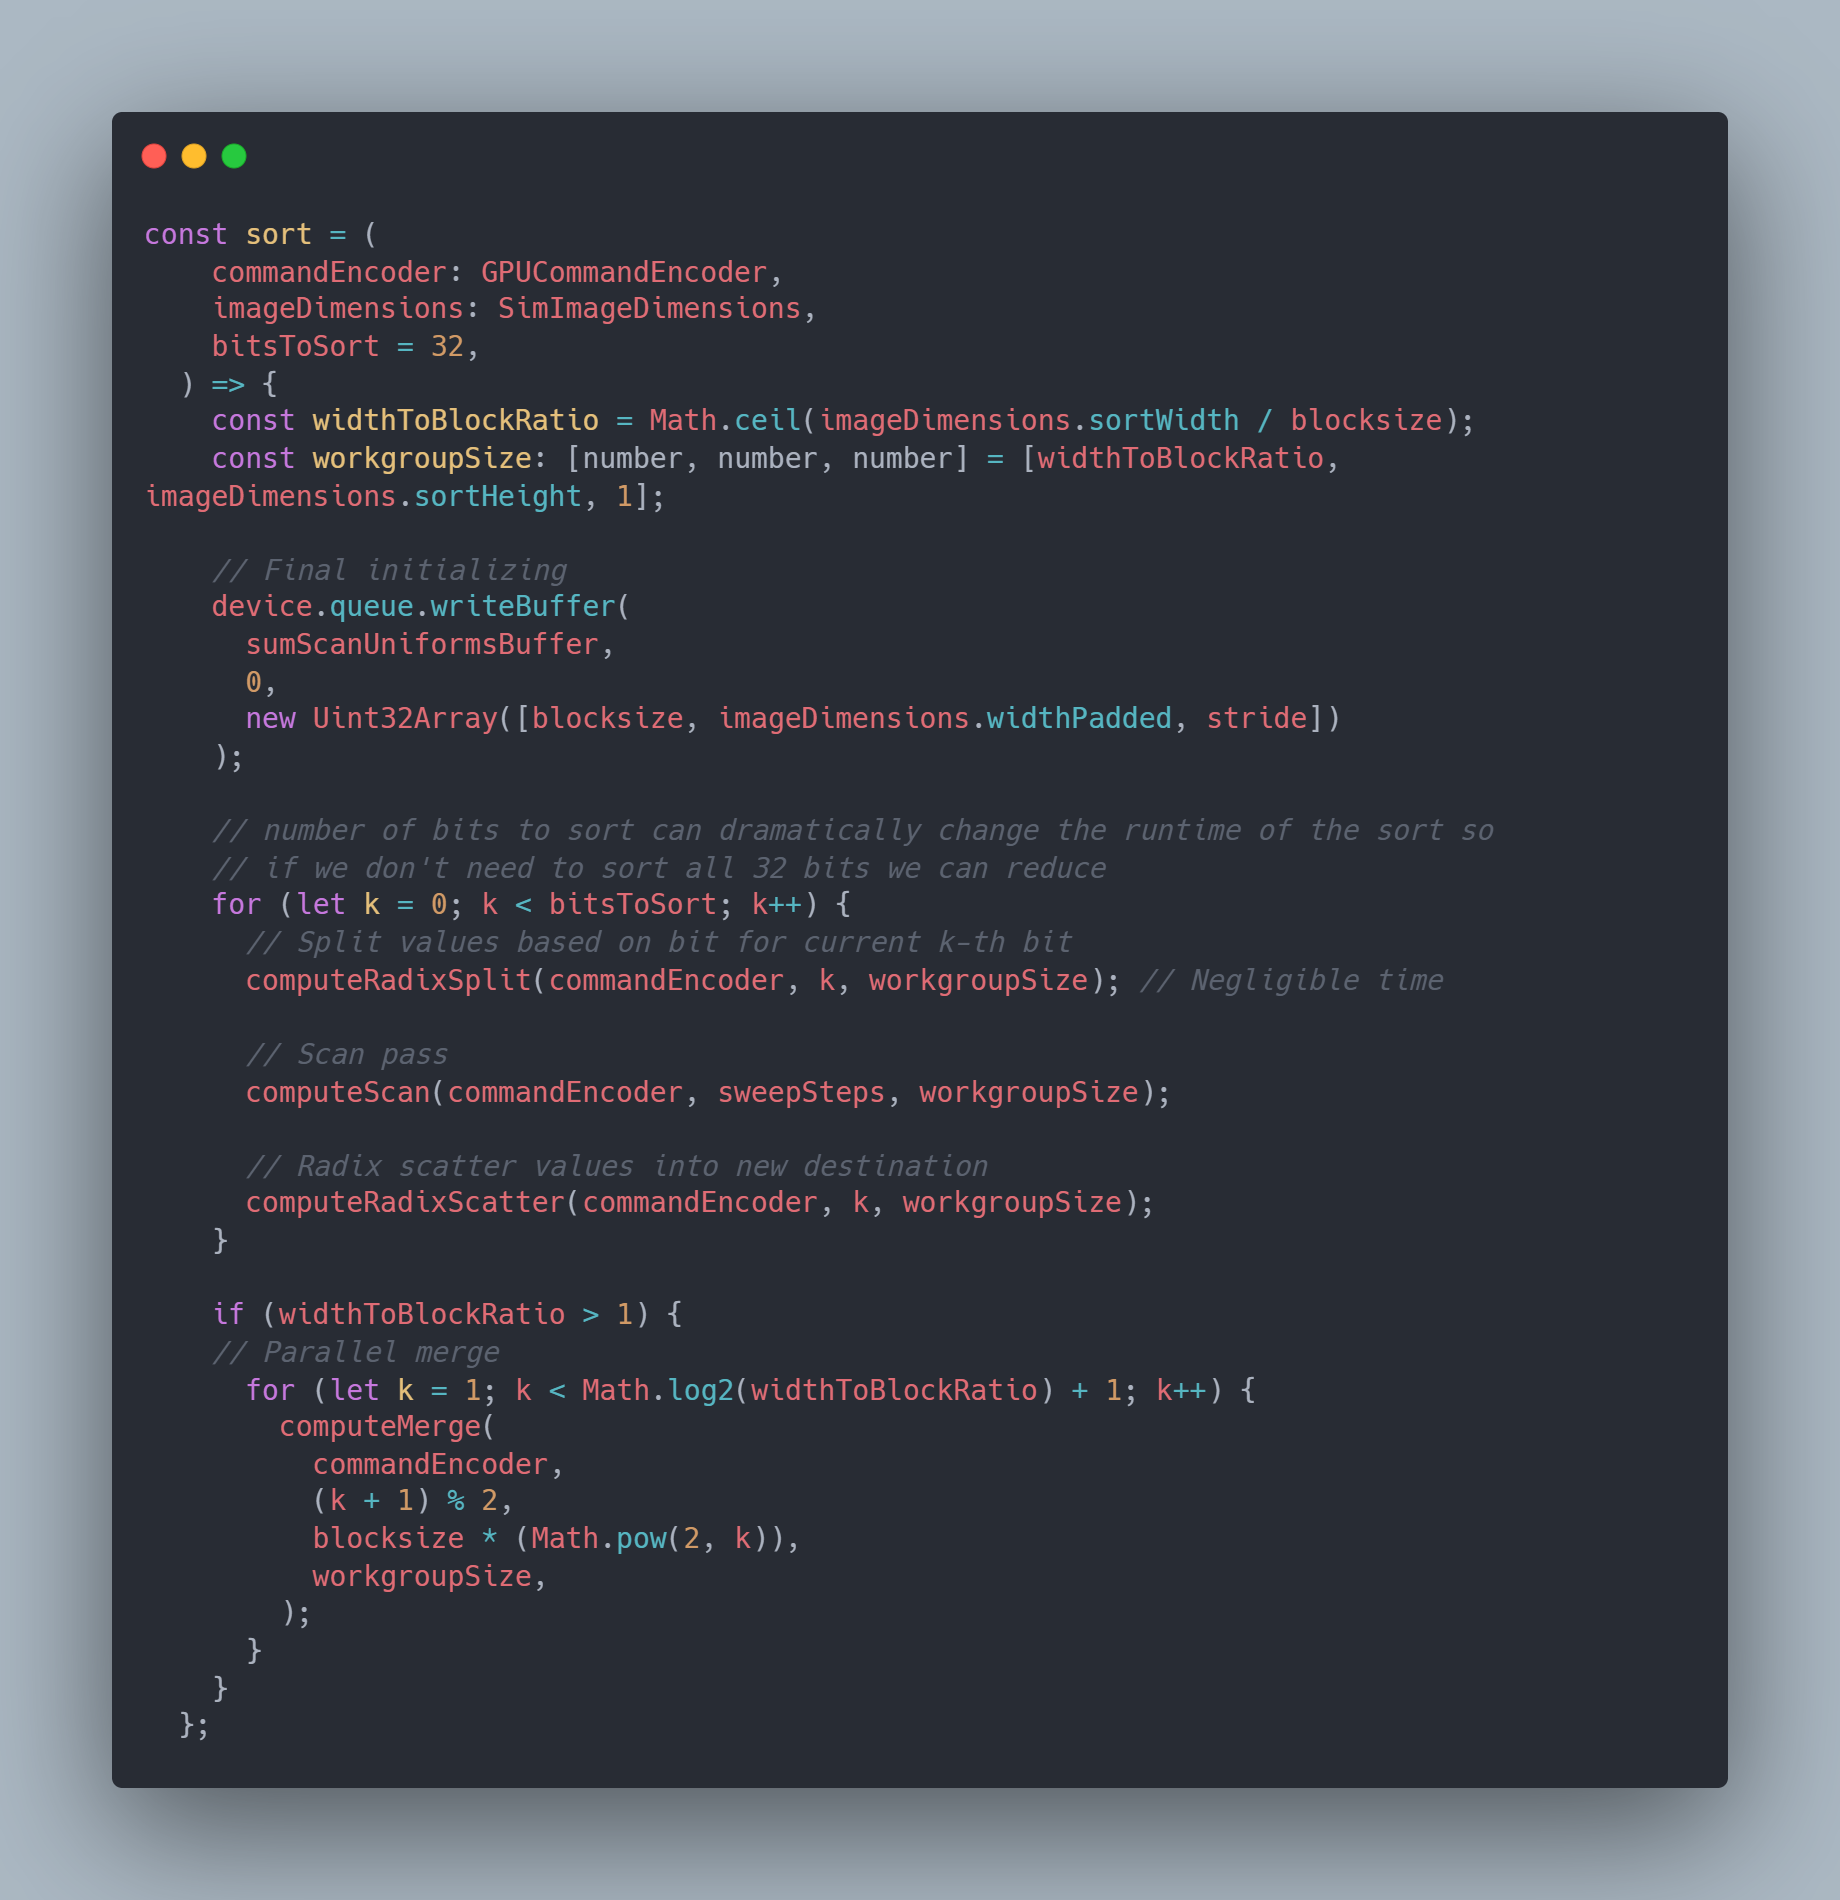 const sort = (
    commandEncoder: GPUCommandEncoder,
    imageDimensions: SimImageDimensions,
    bitsToSort = 32,
  ) => {
    const widthToBlockRatio = Math.ceil(imageDimensions.sortWidth / blocksize);
    const workgroupSize: [number, number, number] = [widthToBlockRatio,
imageDimensions.sortHeight, 1];

    // Final initializing
    device.queue.writeBuffer(
      sumScanUniformsBuffer,
      0,
      new Uint32Array([blocksize, imageDimensions.widthPadded, stride])
    );

    // number of bits to sort can dramatically change the runtime of the sort so
    // if we don't need to sort all 32 bits we can reduce
    for (let k = 0; k < bitsToSort; k++) {
      // Split values based on bit for current k-th bit
      computeRadixSplit(commandEncoder, k, workgroupSize); // Negligible time

      // Scan pass
      computeScan(commandEncoder, sweepSteps, workgroupSize);

      // Radix scatter values into new destination
      computeRadixScatter(commandEncoder, k, workgroupSize);
    }

    if (widthToBlockRatio > 1) {
    // Parallel merge
      for (let k = 1; k < Math.log2(widthToBlockRatio) + 1; k++) {
        computeMerge(
          commandEncoder,
          (k + 1) % 2,
          blocksize * (Math.pow(2, k)),
          workgroupSize,
        );
      }
    }
  };